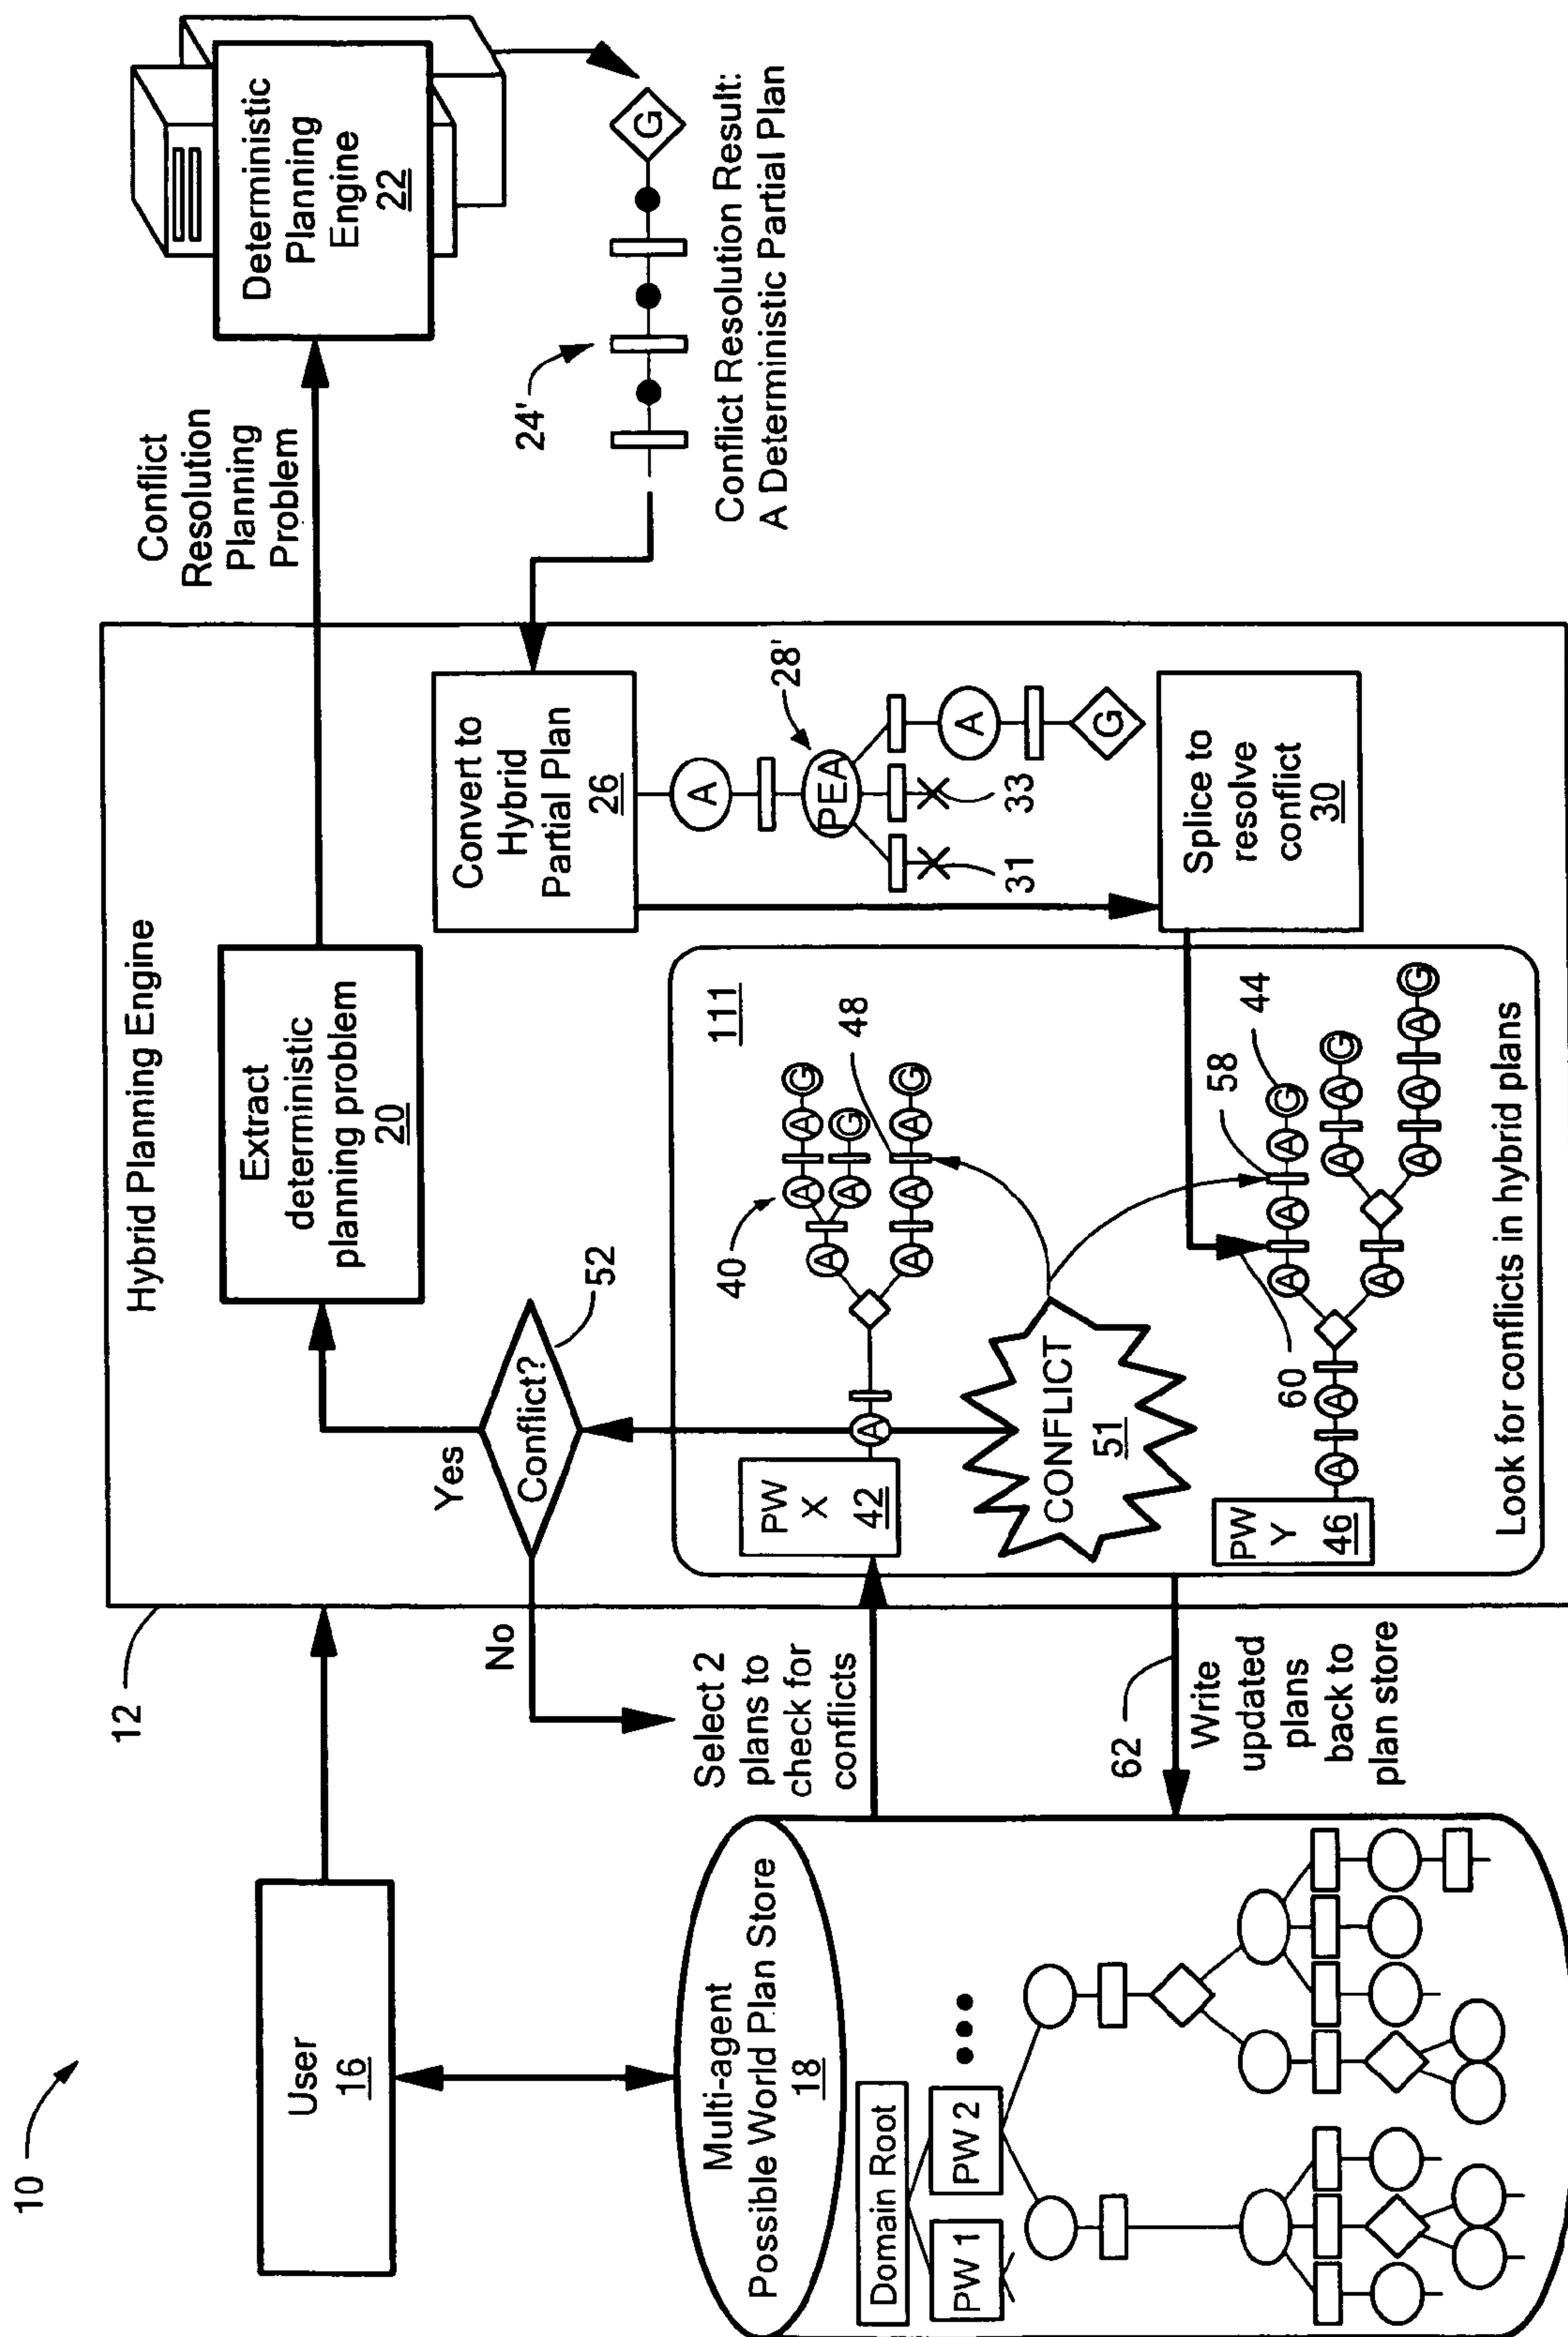 10
User
16
12
Hybrid Planning Engine
Extract
deterministic
planning problem
20
Conflict
Resolution
Planning
Problem
Deterministic
Planning
Engine
22
Yes
No
Conflict?
52
Convert to
Hybrid
Partial Plan
26
24'
G
Conflict Resolution Result:
A Deterministic Partial Plan
A
PEA
28'
A
G
31
33
Splice to
resolve
conflict
30
Multi-agent
Possible World Plan Store
18
Domain Root
PW 1
PW 2
Select 2
plans to
check for
conflicts
62
Write
updated
plans
back to
plan store
111
PW
X
42
40
A
A
A
A
G
A
G
A
A
A
G
48
CONFLICT
51
PW
Y
46
A
A
60
A
A
A
G
58
44
A
A
A
G
A
A
A
G
Look for conflicts in hybrid plans